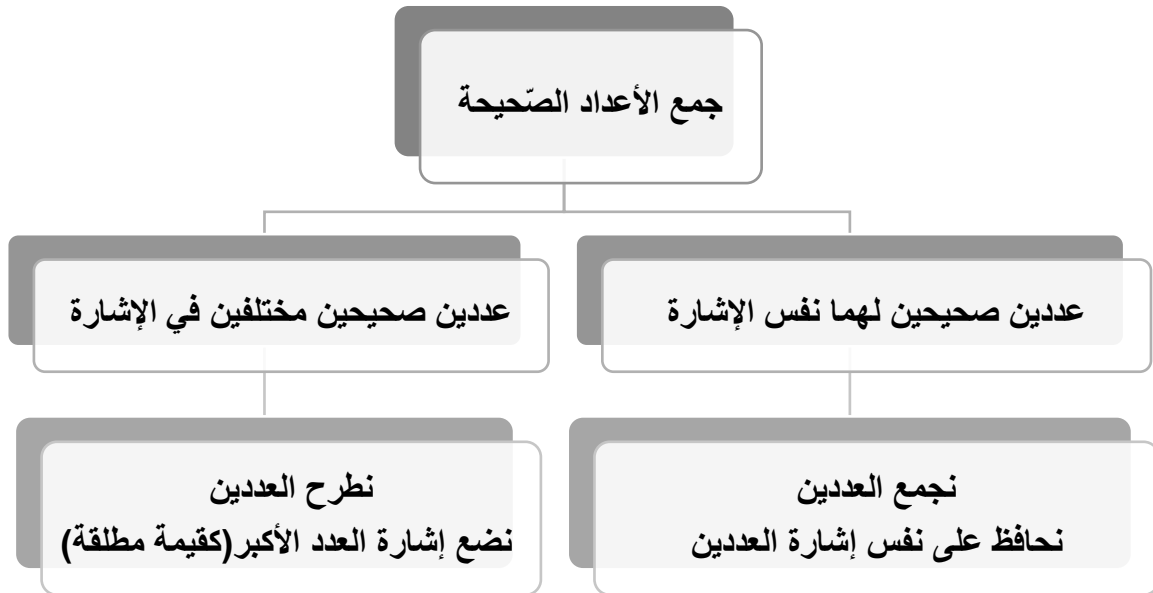 جمع الأعداد الصّحيحة
عددين صحيحين لهما نفس الإشارة
عددين صحيحين مختلفين في الإشارة
نجمع العددين
نحافظ على نفس إشارة العددين
نطرح العددين
نضع إشارة العدد الأكبر(كقيمة مطلقة)